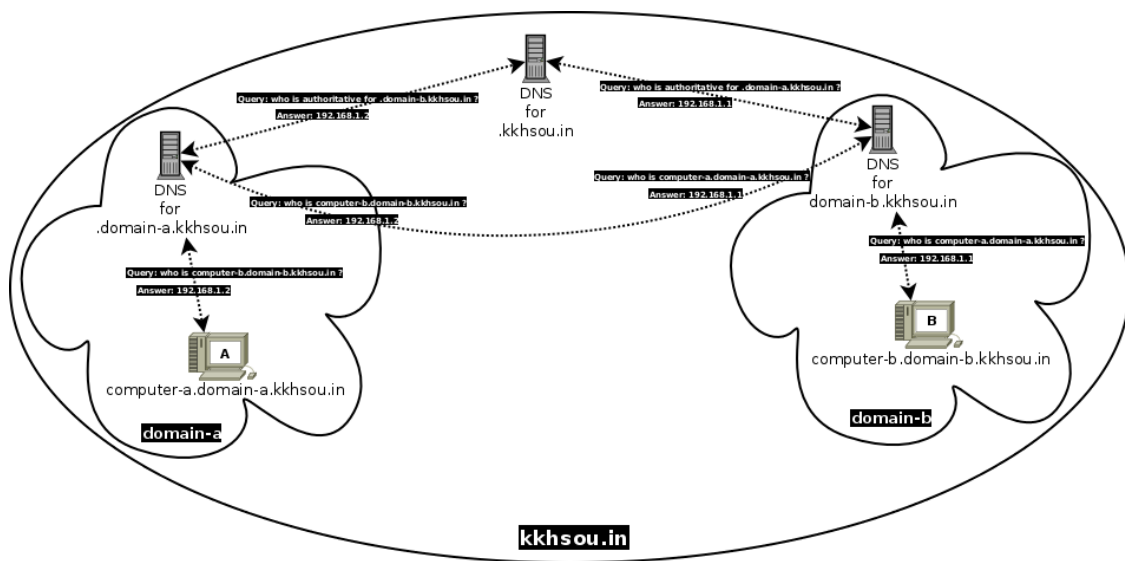 DNS
for
.kkhsou.in
Query: who is authoritative for .domain-b.kkhsou.in ?
Answer: 192.168.1.2
Query: who is authoritative for .domain-a.kkhsou.in ?
Answer: 192.168.1.1
DNS
for
.domain-a.kkhsou.in
DNS
for
domain-b.kkhsou.in
Query: who is computer-a.domain-a.kkhsou.in ?
Answer: 192.168.1.1
Query: who is computer-b.domain-b.kkhsou.in ?
Answer: 192.168.1.2
Query: who is computer-b.domain-b.kkhsou.in ?
Answer: 192.168.1.2
Query: who is computer-a.domain-a.kkhsou.in ?
Answer: 192.168.1.1
A
computer-a.domain-a.kkhsou.in
domain-a
B
computer-b.domain-b.kkhsou.in
domain-b
kkhsou.in